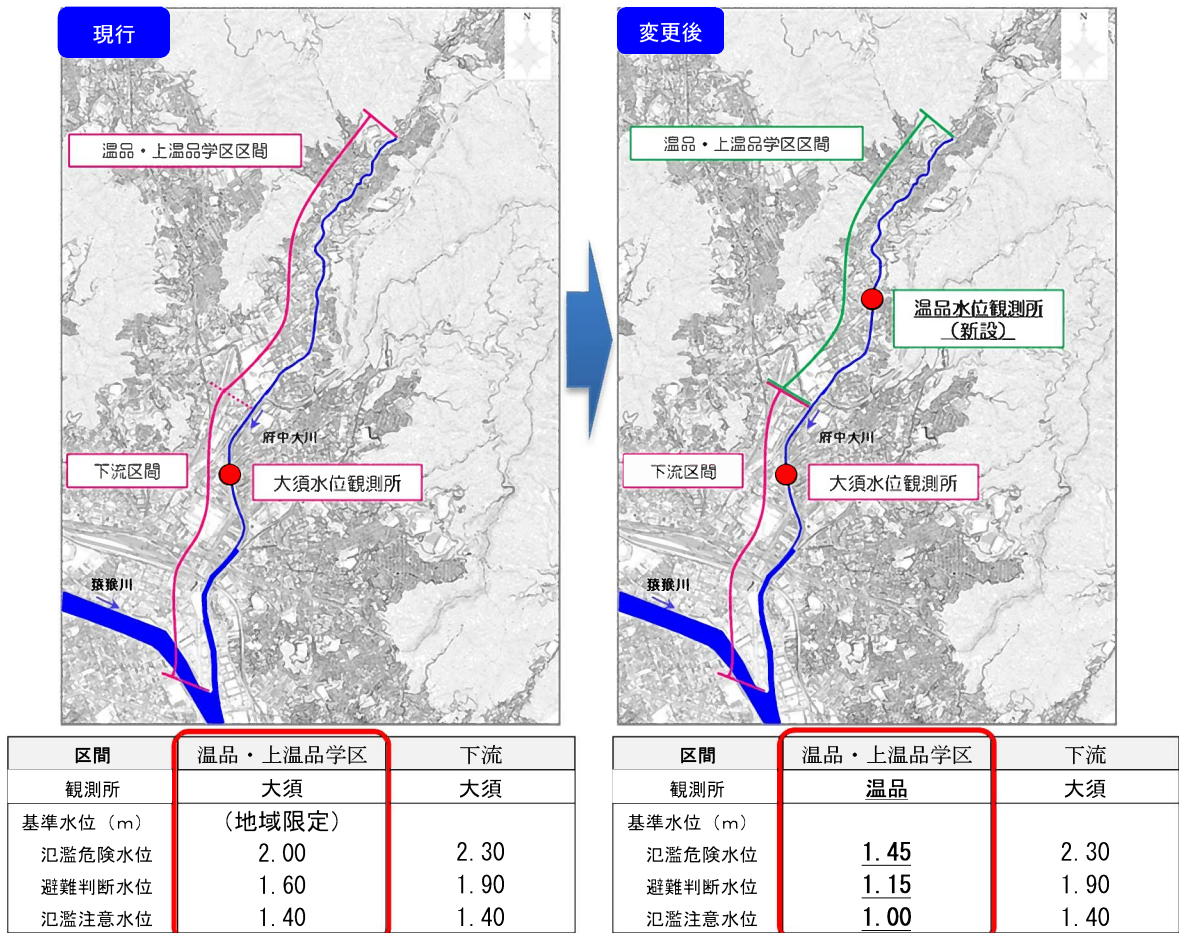 現行
N
温品・上温品学区区間
府中大川
下流区間
大須水位観測所
猿猴川
変更後
N
温品・上温品学区区間
温品水位観測所
（新設）
府中大川
下流区間
大須水位観測所
猿猴川
区間 温品・上温品学区 下流
観測所 大須 大須
基準水位（m） （地域限定）
氾濫危険水位 2.00 2.30
避難判断水位 1.60 1.90
氾濫注意水位 1.40 1.40
区間 温品・上温品学区 下流
観測所 温品 大須
基準水位（m）
氾濫危険水位 1.45 2.30
避難判断水位 1.15 1.90
氾濫注意水位 1.00 1.40